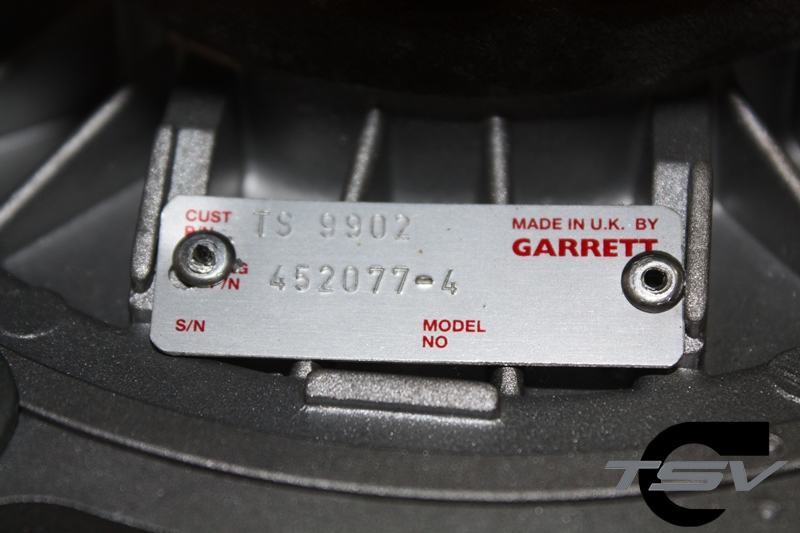 CUST TS 9902
P/N
MADE IN U.K. BY
GARRETT
P/N 452077-4
S/N
MODEL
NO
TSV